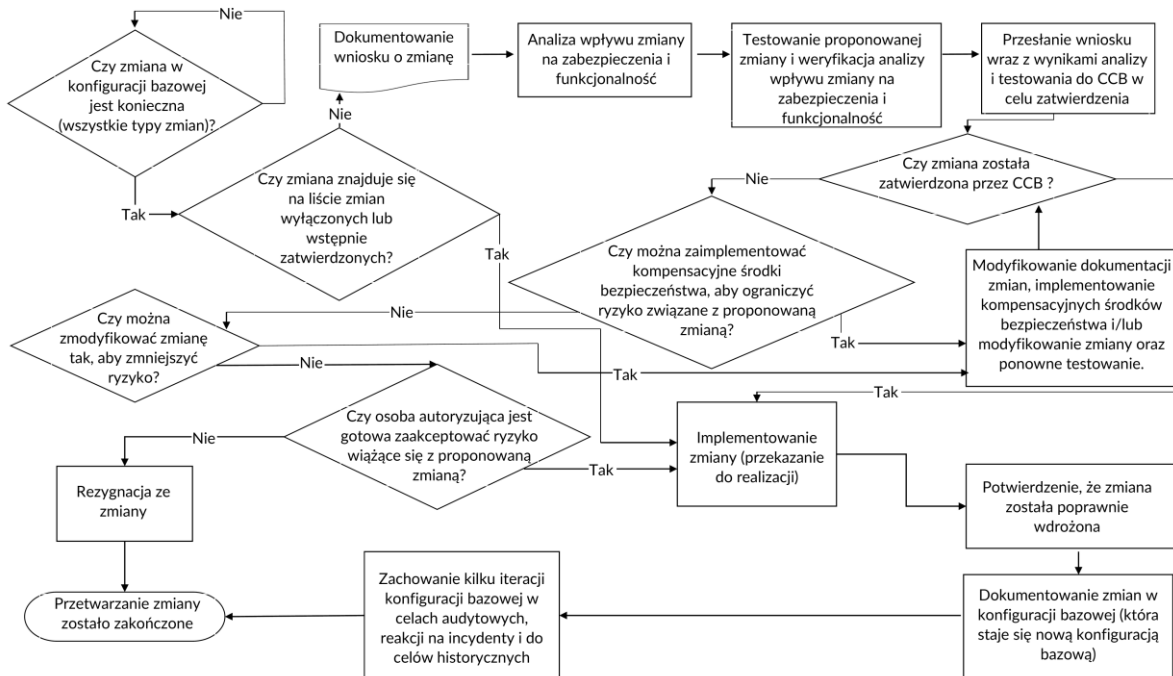 Nie
Czy zmiana w
konfiguracji bazowej
jest konieczna
(wszystkie typy zmian)?
Tak
Dokumentowanie
wniosku o zmianę
Analiza wpływu zmiany
na zabezpieczenia i
funkcjonalność
Testowanie proponowanej
zmiany i weryfikacja analizy
wpływu zmiany na
zabezpieczenia i
funkcjonalność
Przesłanie wniosku
wraz z wynikami analizy
i testowania do CCB w
celu zatwierdzenia
Nie
Czy zmiana znajduje się
na liście zmian
wyłączonych lub
wstępnie
zatwierdzonych?
Tak
Czy zmiana została
zatwierdzona przez CCB ?
Nie
Czy można zaimplementować
kompensacyjne środki
bezpieczeństwa, aby ograniczyć
ryzyko związane z proponowaną
zmianą?
Nie
Tak
Modyfikowanie dokumentacji
zmian, implementowanie
kompensacyjnych środków
bezpieczeństwa i/lub
modyfikowanie zmiany oraz
ponowne testowanie.
Czy można
zmodyfikować zmianę
tak, aby zmniejszyć
ryzyko?
Nie
Tak
Tak
Czy osoba autoryzująca jest
gotowa zaakceptować ryzyko
wiążące się z proponowaną
zmianą?
Nie
Tak
Implementowanie
zmiany (przekazanie
do realizacji)
Rezygnacja ze
zmiany
Potwierdzenie, że zmiana
została poprawnie
wdrożona
Dokumentowanie zmian w
konfiguracji bazowej (która
staje się nową konfiguracją
bazową)
Zachowanie kilku iteracji
konfiguracji bazowej w
celach audytowych,
reakcji na incydenty i do
celów historycznych
Przetwarzanie zmiany
zostało zakończone